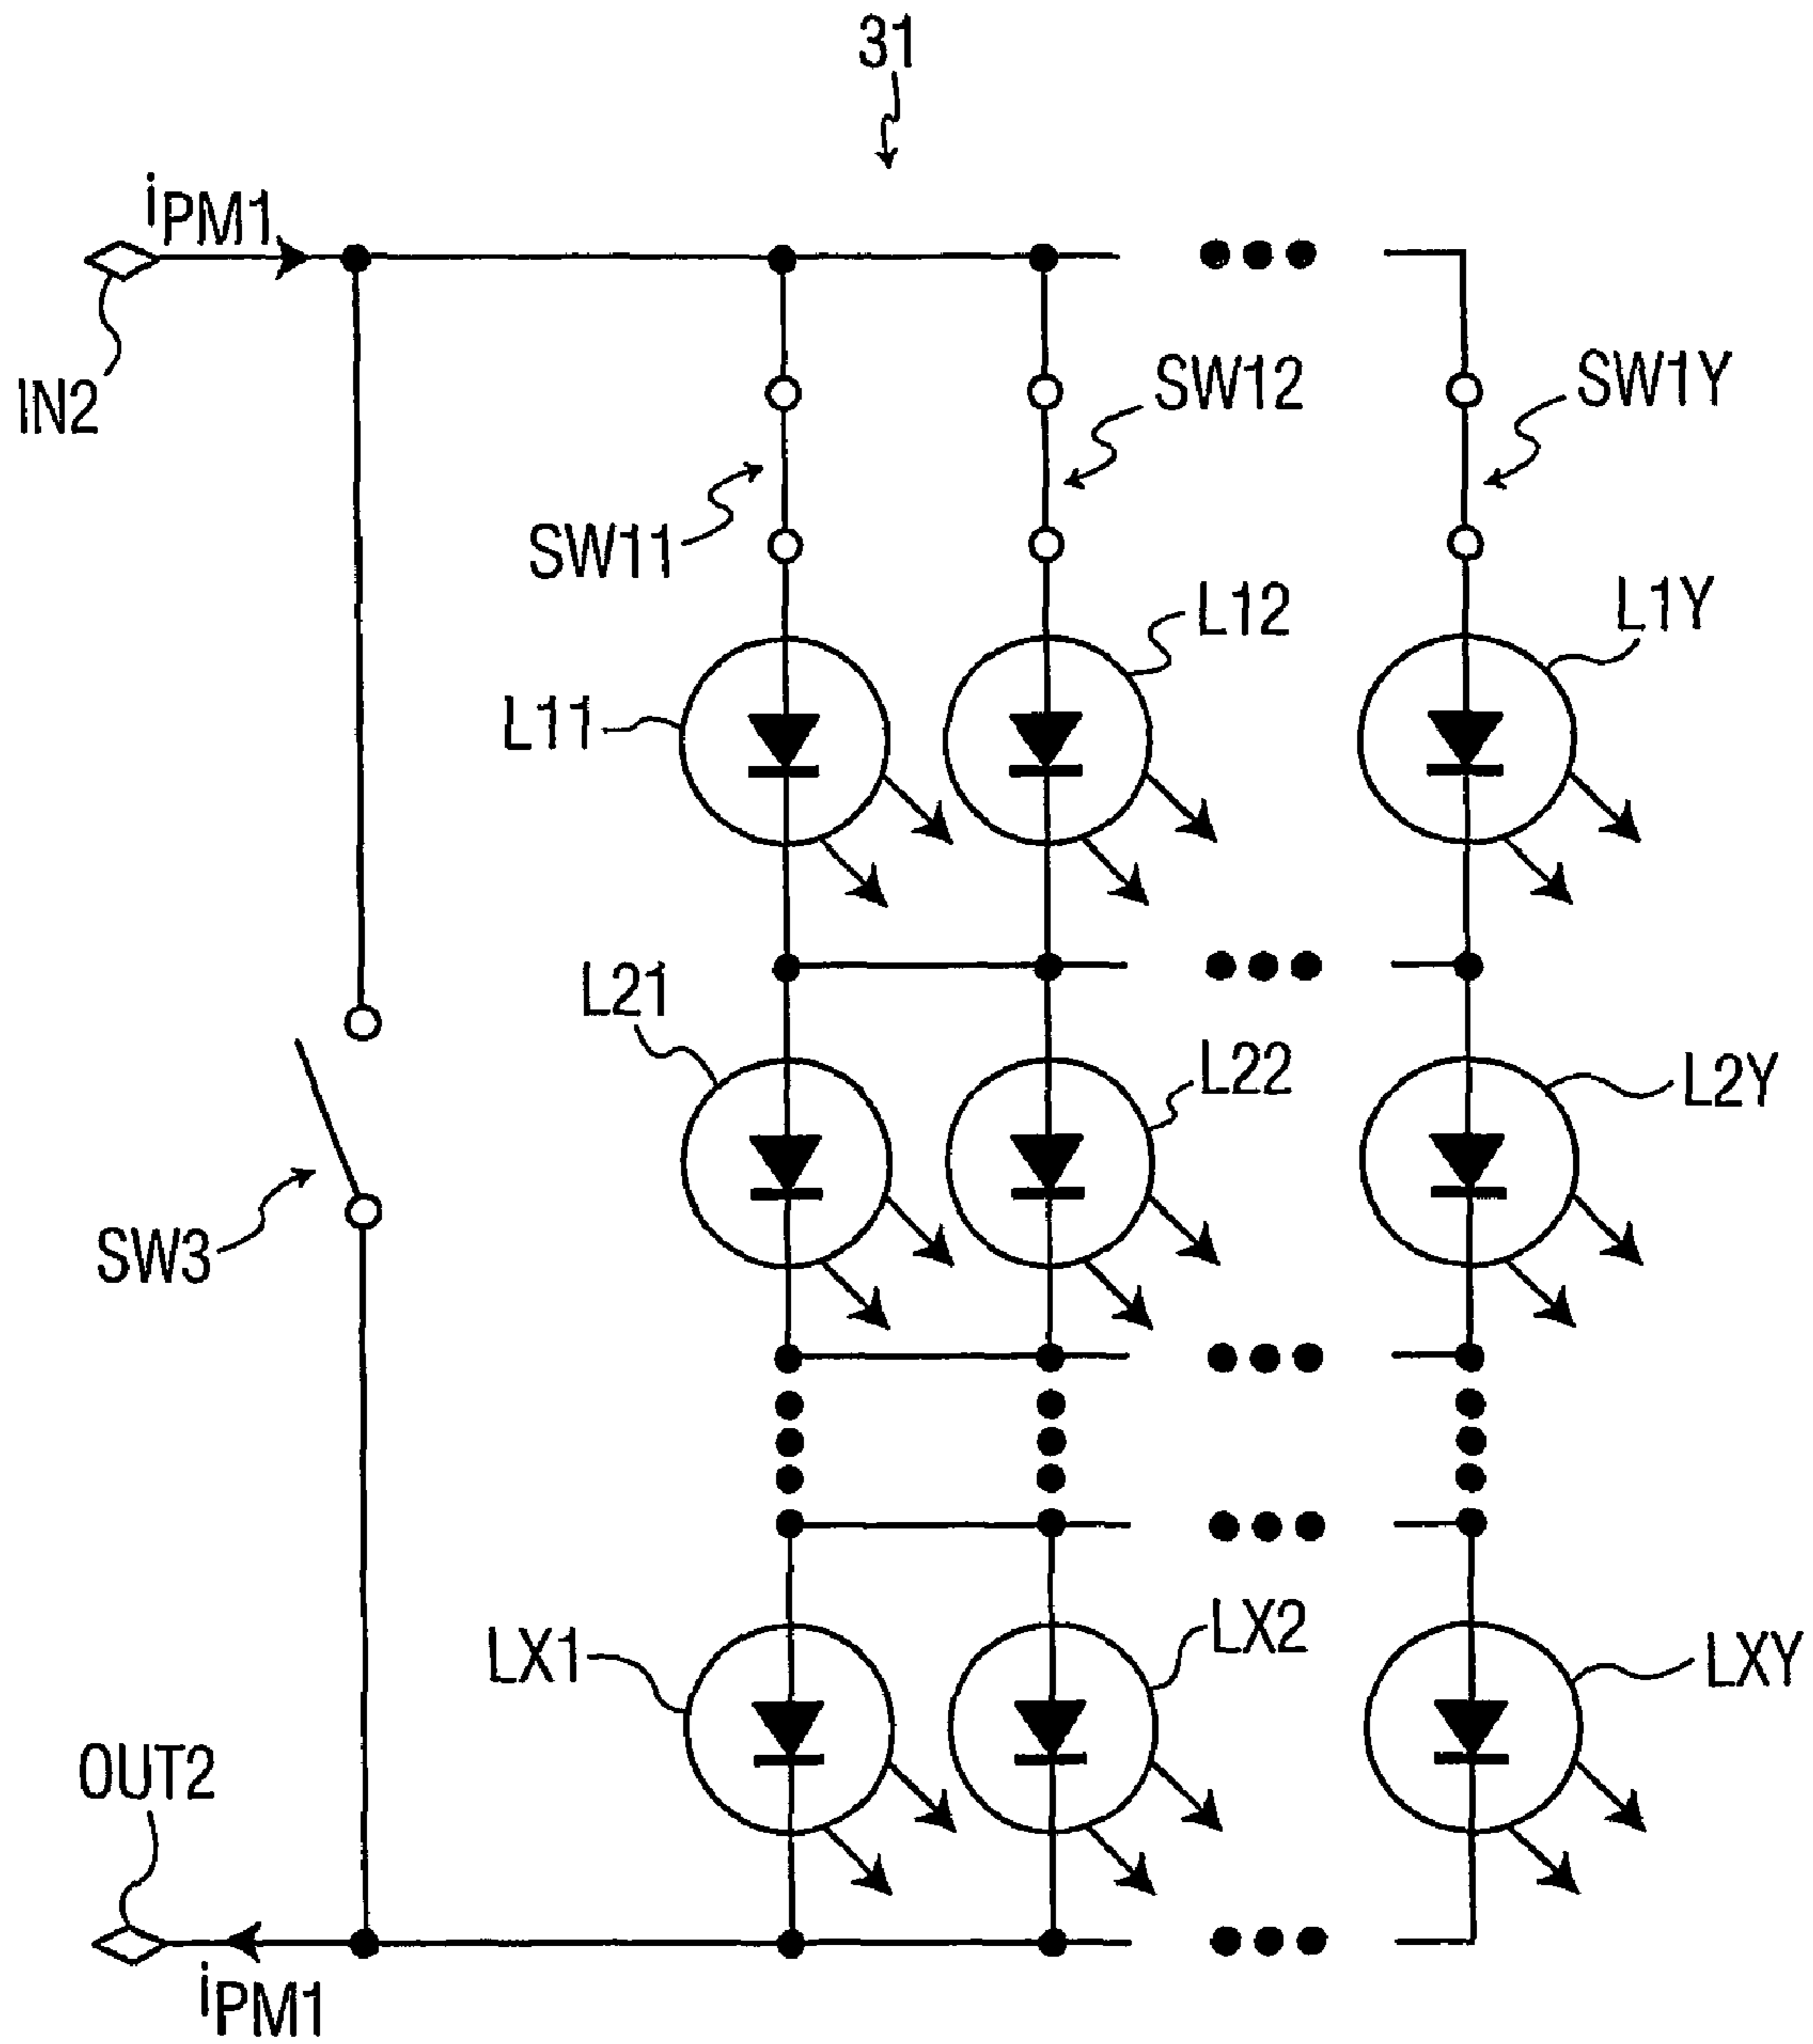 31
iPM1
IN2
SW12
SW1Y
SW11
L12
L1Y
L11
L21
L22
L2Y
SW3
LX1
LX2
LXY
OUT2
iPM1